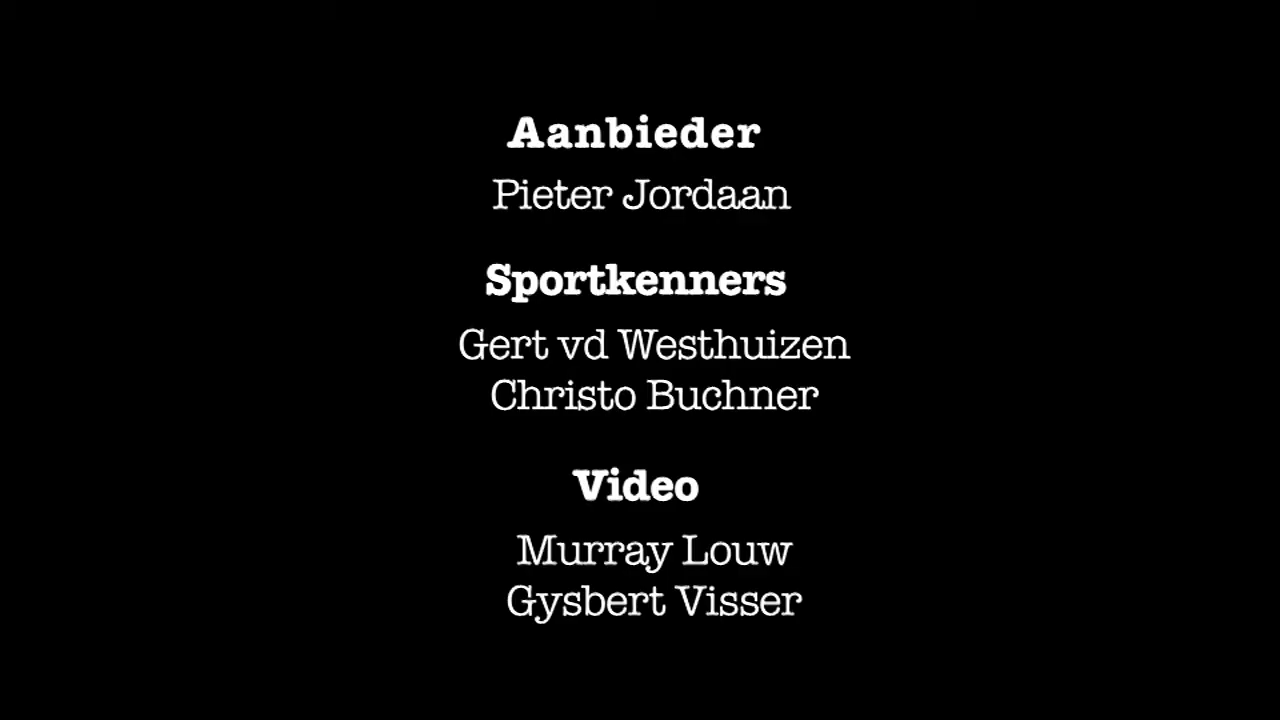 Aanbieder
Pieter Jordaan
Sportkenners
Gert vd Westhuizen
Christo Buchner
Video
Murray Louw
Gysbert Visser